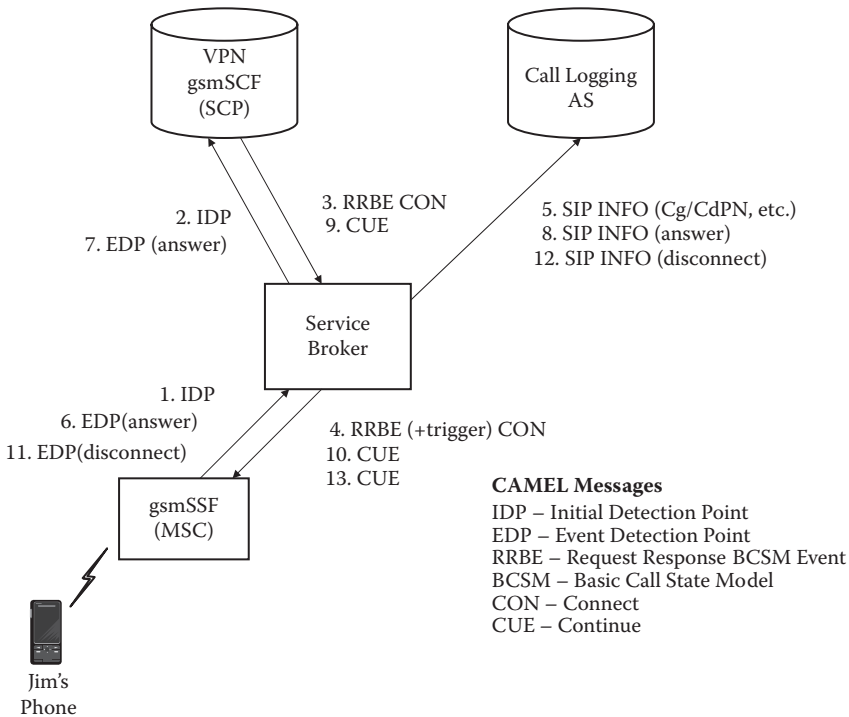 VPN
gsmSCF
(SCP)
Call Logging
AS
2. IDP
7. EDP (answer)
3. RRBE CON
9. CUE
5. SIP INFO (Cg/CdPN, etc.)
8. SIP INFO (answer)
12. SIP INFO (disconnect)
Service
Broker
1. IDP
6. EDP(answer)
11. EDP(disconnect)
4. RRBE (+trigger) CON
10. CUE
13. CUE
gsmSSF
(MSC)
CAMEL Messages
IDP – Initial Detection Point
EDP – Event Detection Point
RRBE – Request Response BCSM Event
BCSM – Basic Call State Model
CON – Connect
CUE – Continue
Jim's
Phone